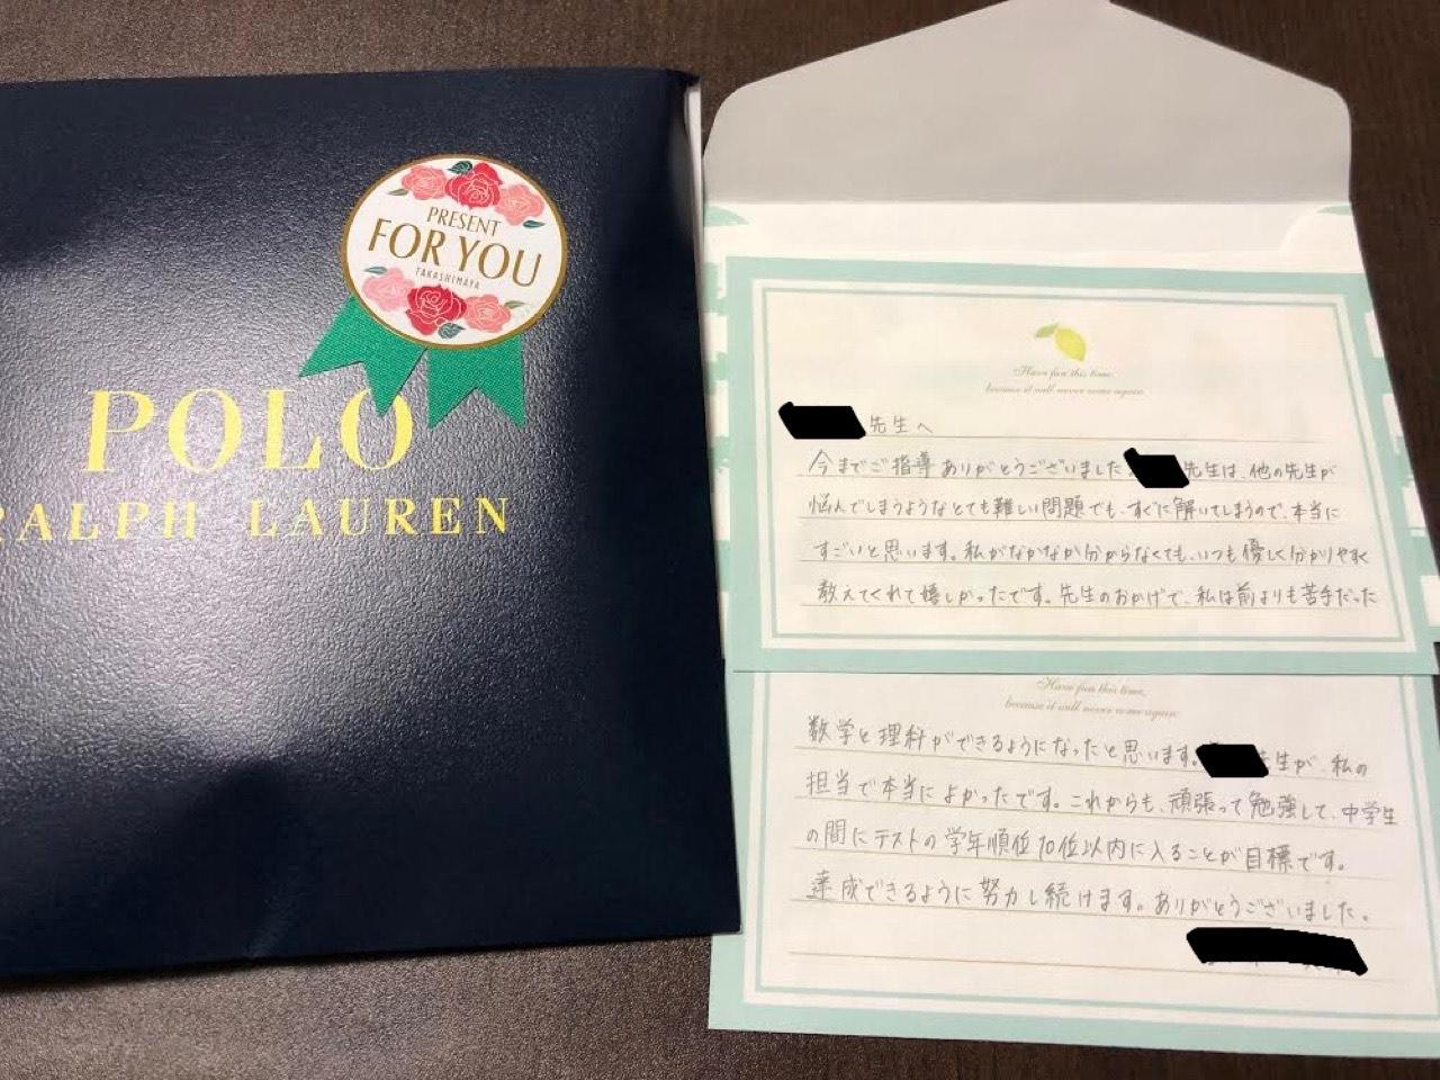 PRESENT
FOR YOU
TAKASHIMAYA
POLO
RALPH LAUREN
Have fun this time,
because it will never come again.
先生へ
今までご指導ありがとうございました 先生は、他の先生が
悩んでしまうようなとても難しい問題でも、すぐに解いてしまうので、本当に
すごいと思います。私がなかなか分からなくても、いつも優しく分かりやすく
教えてくれて嬉しかったです。先生のおかげで、私は前よりも苦手だった
Have fun this time,
because it will never come again.
数学と理科ができるようになったと思います。 先生が、私の
担当で本当によかったです。これからも、頑張って勉強して、中学生
の間にテストの学年順位10位以内に入ることが目標です。
達成できるように努力し続けます。ありがとうございました。